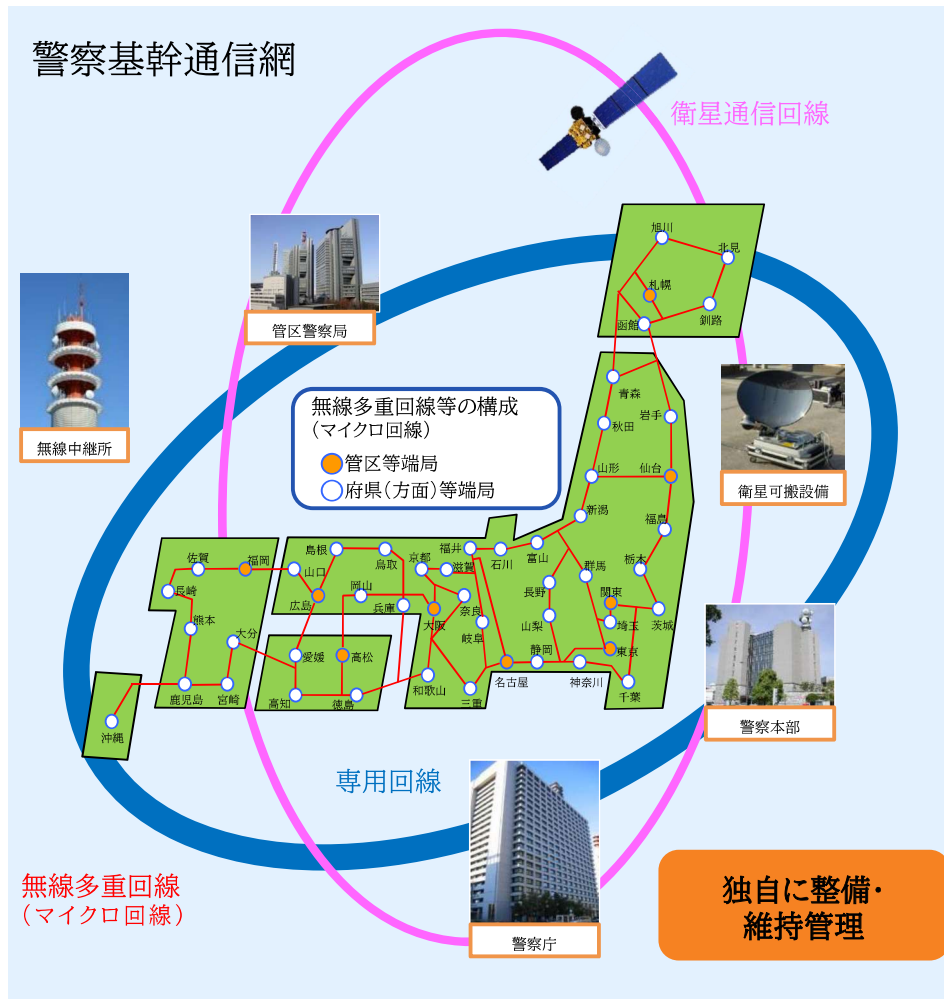 警察基幹通信網
衛星通信回線
旭川
北見
札幌
釧路
函館
管区警察局
無線中継所
無線多重回線等の構成
(マイクロ回線)
管区等端局
府県(方面)等端局
衛星可搬設備
青森
岩手
秋田
山形
仙台
新潟
福島
富山
石川
福井
栃木
群馬
長野
関東
埼玉
茨城
山梨
東京
静岡
神奈川
千葉
名古屋
岐阜
三重
滋賀
京都
奈良
大阪
和歌山
兵庫
鳥取
島根
岡山
広島
山口
愛媛
高松
高知
徳島
佐賀
福岡
長崎
熊本
大分
鹿児島
宮崎
沖縄
警察本部
専用回線
無線多重回線
(マイクロ回線)
警察庁
独自に整備・
維持管理